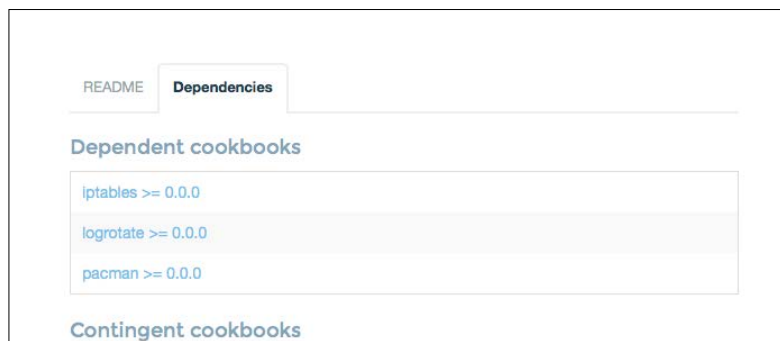 README Dependencies
Dependent cookbooks
iptables >= 0.0.0
logrotate >= 0.0.0
pacman >= 0.0.0
Contingent cookbooks